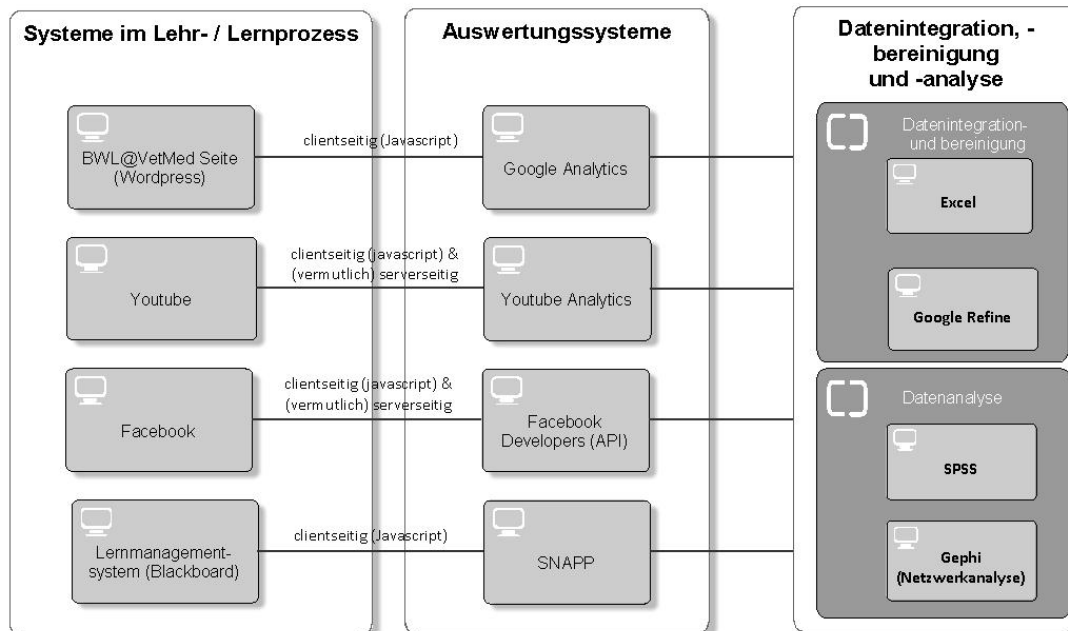 Systeme im Lehr- / Lernprozess
BWL@VetMed Seite
(Wordpress)
Youtube
Facebook
Lernmanagement-
system (Blackboard)
clientseitig (Javascript)
clientseitig (javascript) &
(vermutlich) serverseitig
clientseitig (javascript) &
(vermutlich) serverseitig
clientseitig (Javascript)
Auswertungssysteme
Google Analytics
Youtube Analytics
Facebook
Developers (API)
SNAPP
Datenintegration, -
bereinigung
und -analyse
Datenintegration-
und bereinigung
Excel
Google Refine
Datenanalyse
SPSS
Gephi
(Netzwerkanalyse)